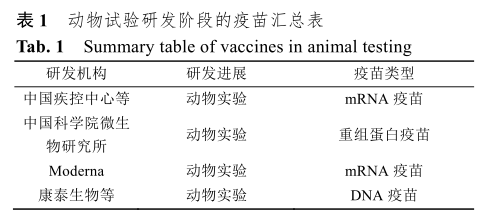 表 1 动物试验研发阶段的疫苗汇总表
Tab. 1 Summary table of vaccines in animal testing
研发机构 研发进展 疫苗类型
中国疾控中心等 动物实验 mRNA 疫苗
中国科学院微生
物研究所 动物实验 重组蛋白疫苗
Moderna 动物实验 mRNA 疫苗
康泰生物等 动物实验 DNA 疫苗